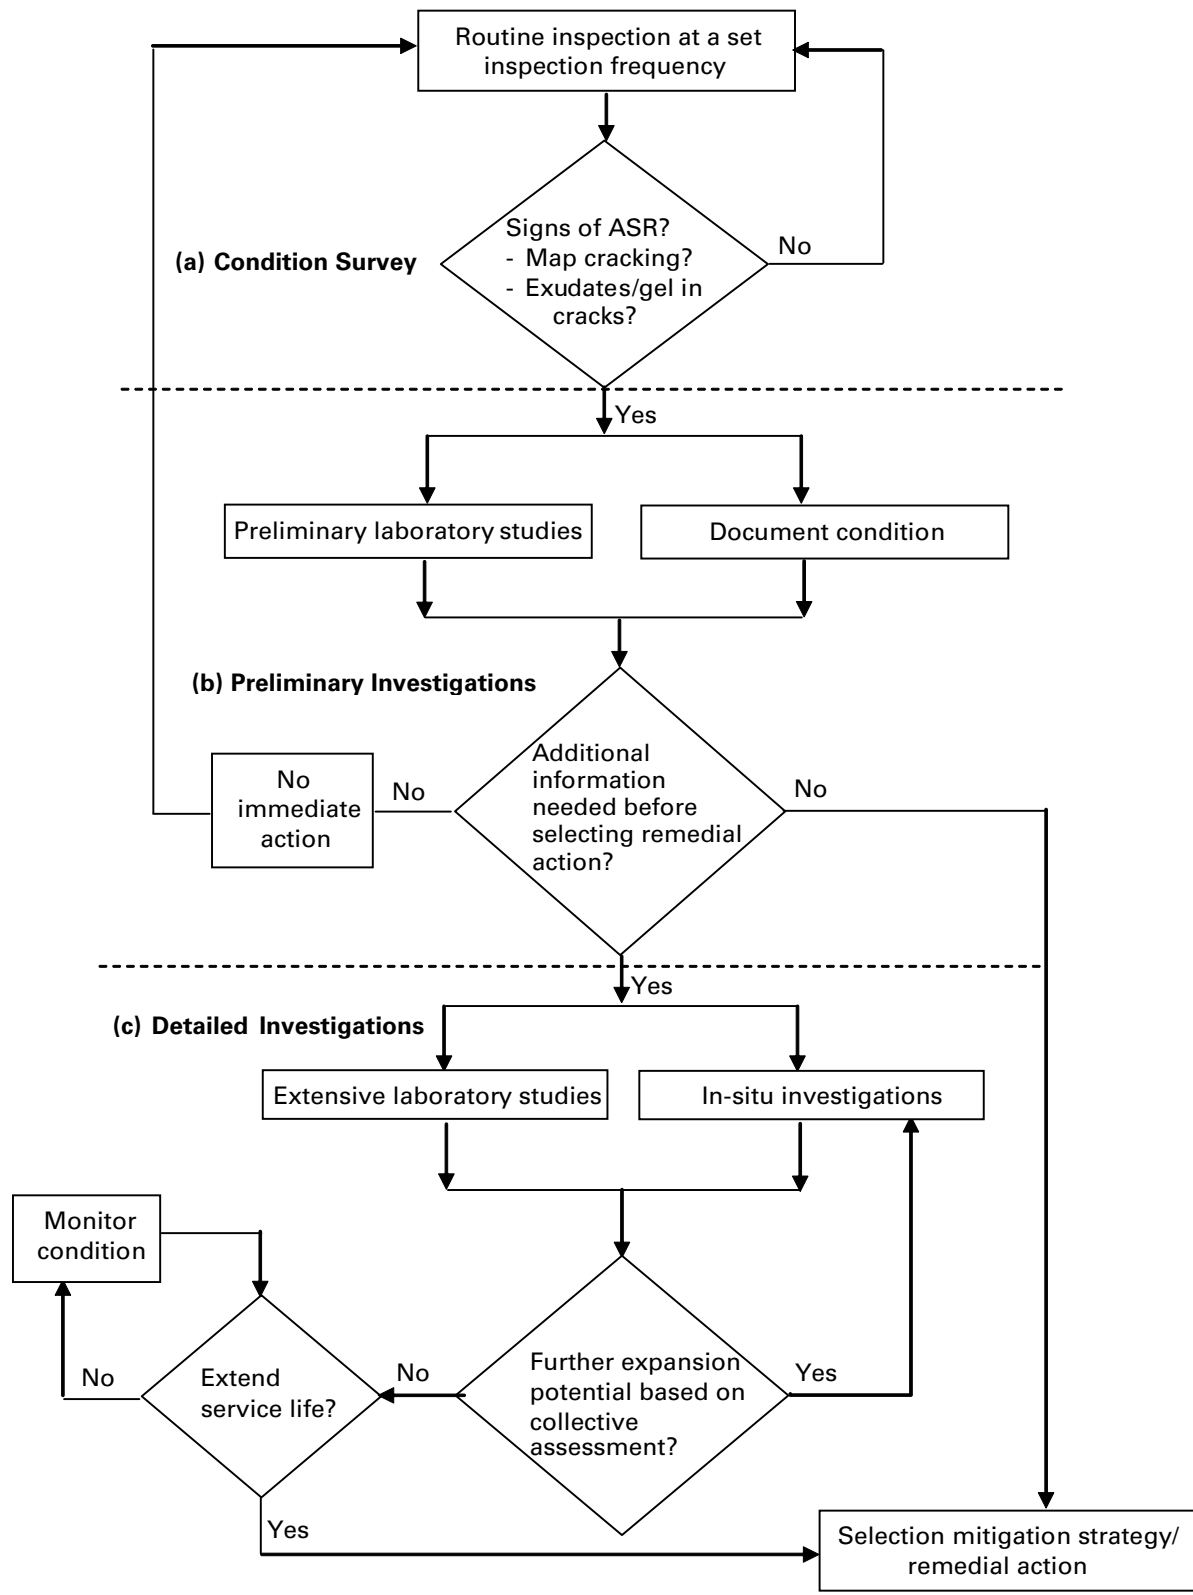 Routine inspection at a set
inspection frequency
Signs of ASR?
- Map cracking?
- Exudates/gel in
cracks?
No
(a) Condition Survey
Yes
Preliminary laboratory studies
Document condition
(b) Preliminary Investigations
Additional
information
needed before
selecting remedial
action?
No
No
immediate
action
No
Yes
(c) Detailed Investigations
Extensive laboratory studies
In-situ investigations
Monitor
condition
Further expansion
potential based on
collective
assessment?
Yes
No
Extend
service life?
No
Yes
Selection mitigation strategy/
remedial action